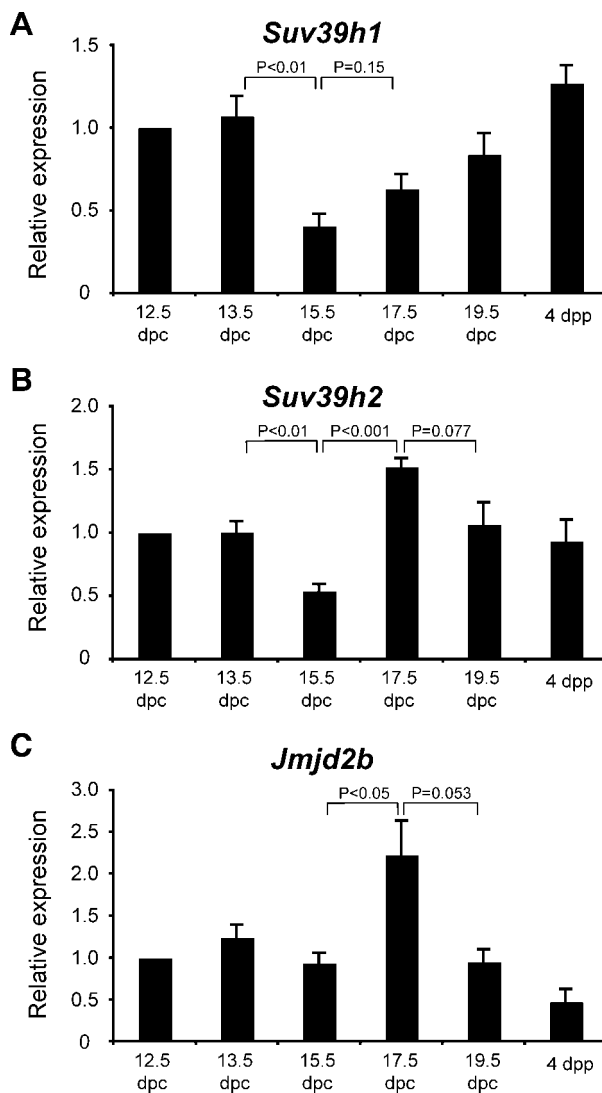 A
Suv39h1
P<0.01 P=0.15
Relative expression
1.5
1.0
0.5
0
12.5 dpc 13.5 dpc 15.5 dpc 17.5 dpc 19.5 dpc 4 dpp
B
Suv39h2
P<0.01 P<0.001 P=0.077
Relative expression
2.0
1.5
1.0
0.5
0
12.5 dpc 13.5 dpc 15.5 dpc 17.5 dpc 19.5 dpc 4 dpp
C
Jmjd2b
P<0.05 P=0.053
Relative expression
3.0
2.5
2.0
1.5
1.0
0.5
0
12.5 dpc 13.5 dpc 15.5 dpc 17.5 dpc 19.5 dpc 4 dpp